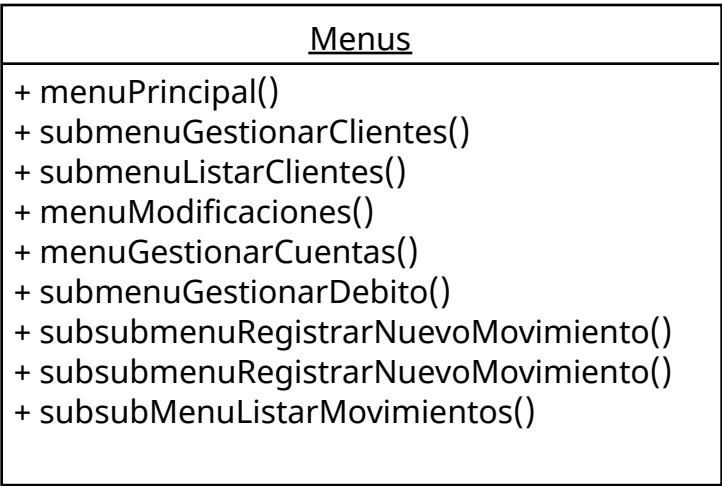 Menus
+ menuPrincipal()
+ submenuGestionarClientes()
+ submenuListarClientes()
+ menuModificaciones()
+ menuGestionarCuentas()
+ submenuGestionarDebito()
+ subsubmenuRegistrarNuevoMovimiento()
+ subsubmenuRegistrarNuevoMovimiento()
+ subsubMenuListarMovimientos()